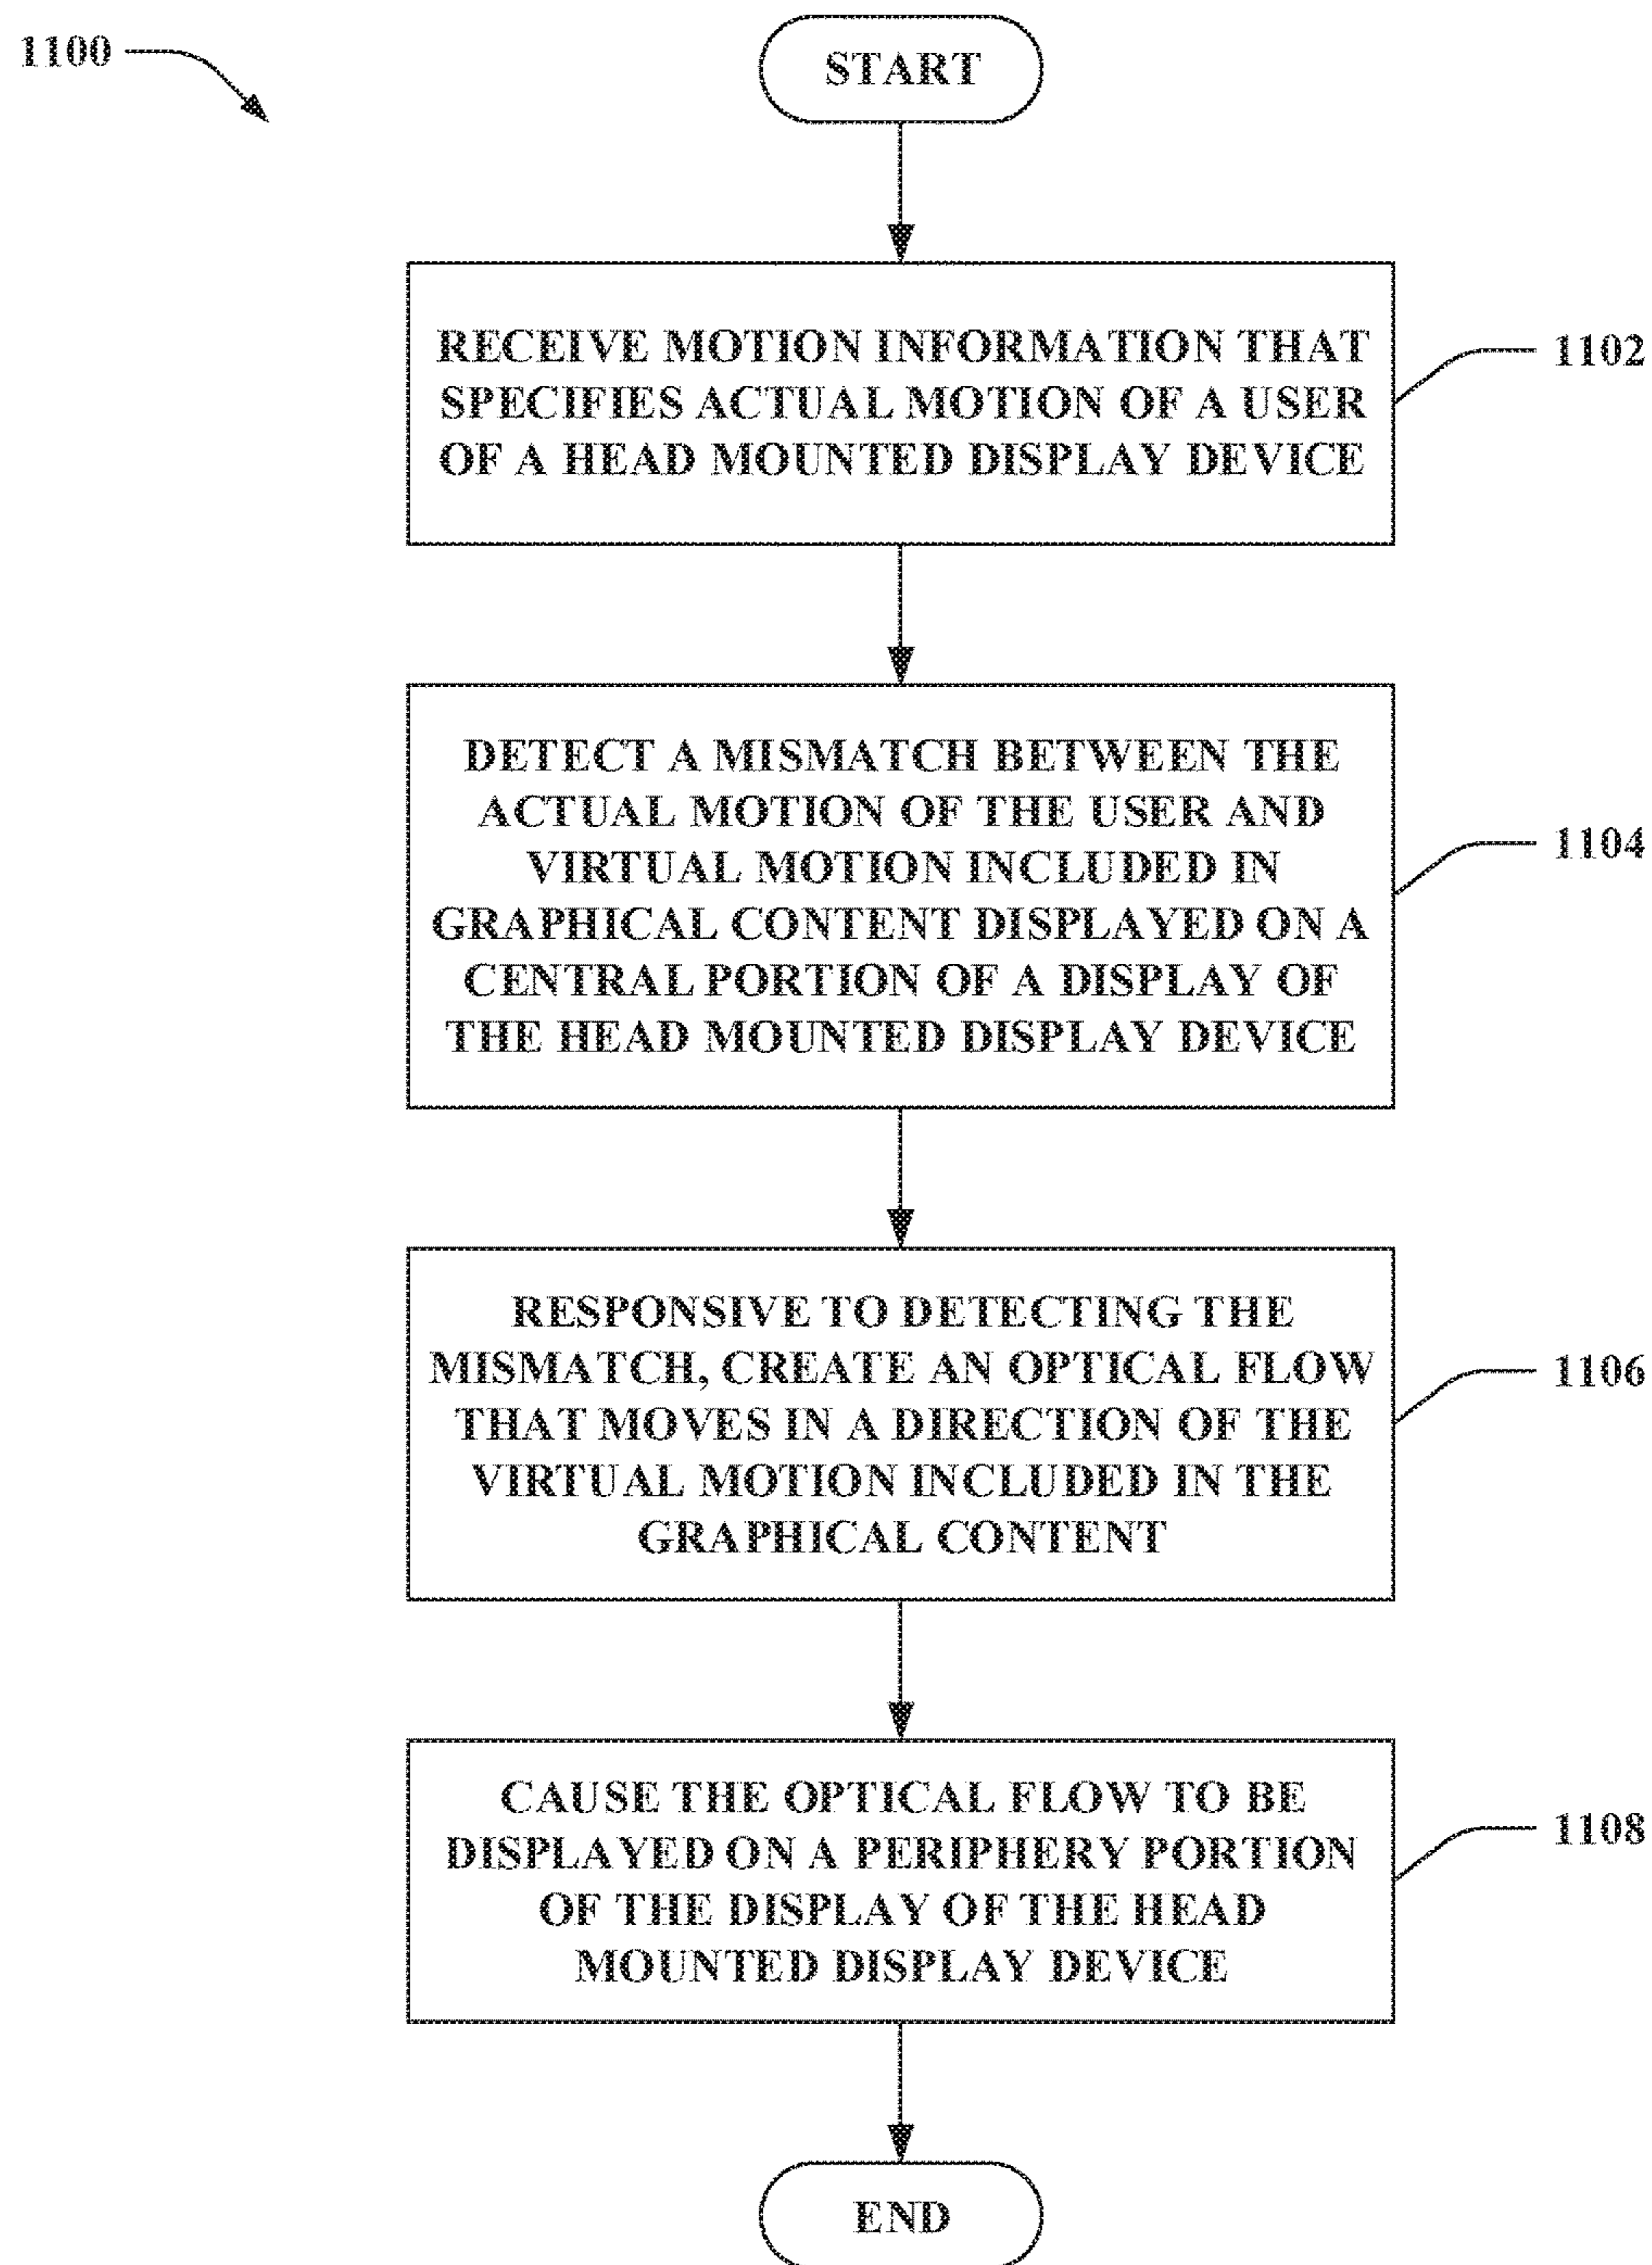 1100
START
RECEIVE MOTION INFORMATION THAT
SPECIFIES ACTUAL MOTION OF A USER
OF A HEAD MOUNTED DISPLAY DEVICE
1102
DETECT A MISMATCH BETWEEN THE
ACTUAL MOTION OF THE USER AND
VIRTUAL MOTION INCLUDED IN
GRAPHICAL CONTENT DISPLAYED ON A
CENTRAL PORTION OF A DISPLAY OF
THE HEAD MOUNTED DISPLAY DEVICE
1104
RESPONSIVE TO DETECTING THE
MISMATCH, CREATE AN OPTICAL FLOW
THAT MOVES IN A DIRECTION OF THE
VIRTUAL MOTION INCLUDED IN THE
GRAPHICAL CONTENT
1106
CAUSE THE OPTICAL FLOW TO BE
DISPLAYED ON A PERIPHERY PORTION
OF THE DISPLAY OF THE HEAD
MOUNTED DISPLAY DEVICE
1108
END